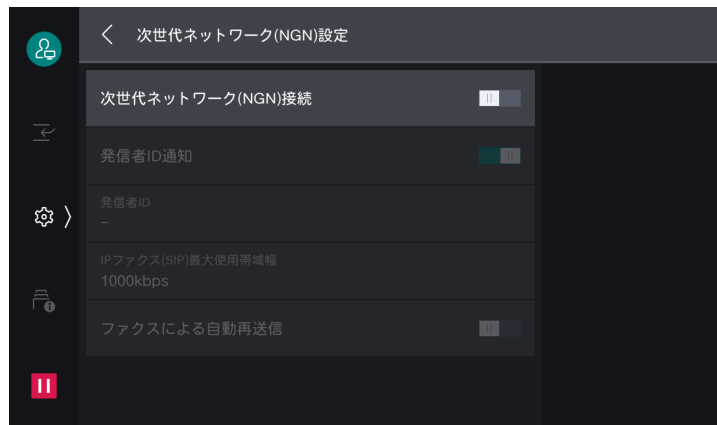 次世代ネットワーク(NGN)設定
次世代ネットワーク(NGN)接続
発信者ID通知
発信者ID
–
IPファクス(SIP)最大使用帯域幅
1000kbps
ファクスによる自動再送信